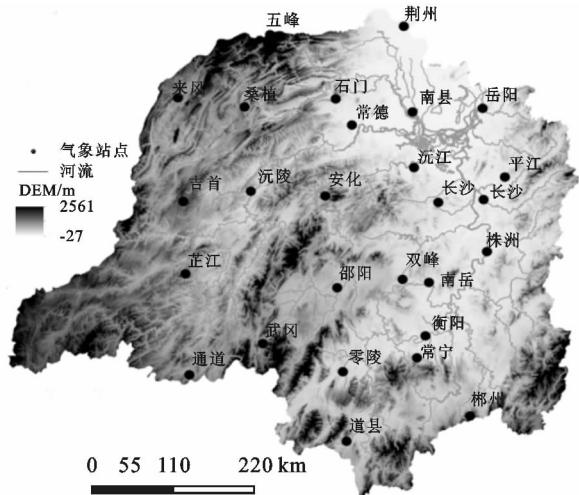 荆州
五峰
来冈
桑植
石门
南县
岳阳
常德
气象站点
河流
DEM/m
2561
-27
吉首
沅陵
安化
沅江
平江
长沙
长沙
株洲
芷江
邵阳
双峰
南岳
武冈
衡阳
常宁
通道
零陵
郴州
道县
0 55 110 220 km